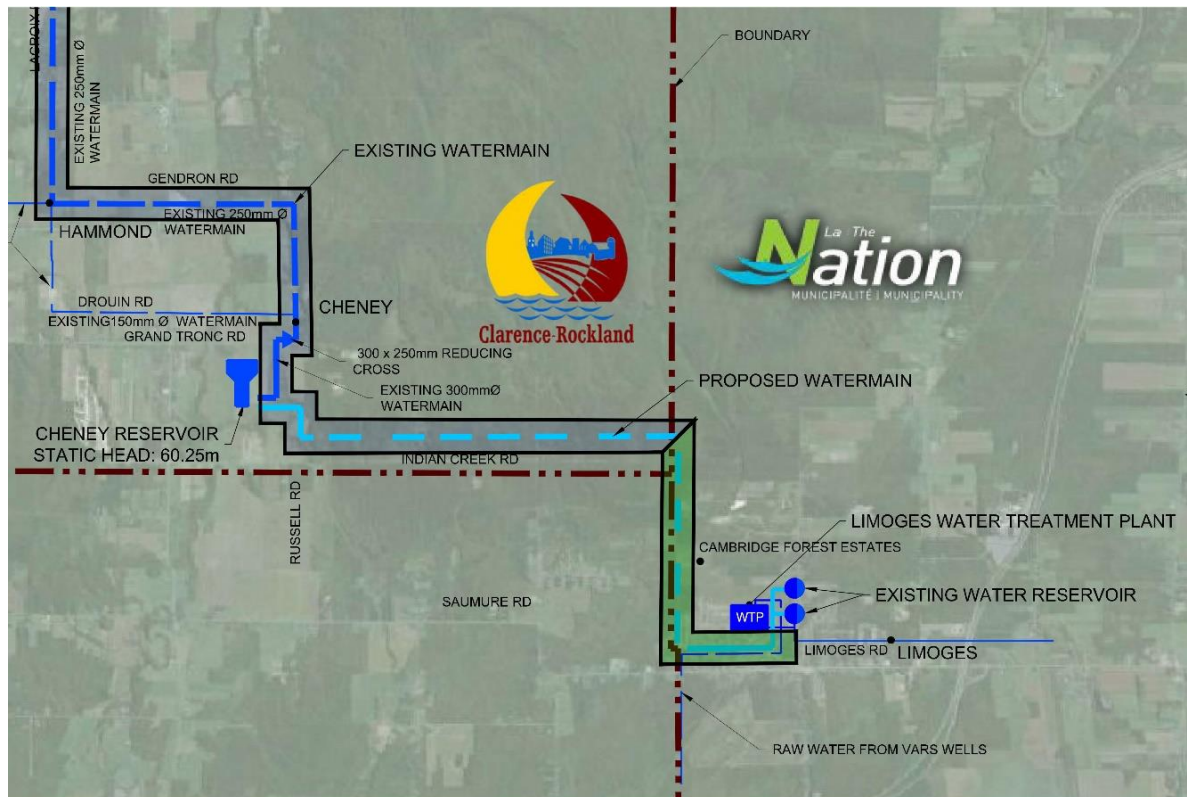 BOUNDARY
LACROIX
EXISTING 250mm Ø
WATERMAIN
EXISTING WATERMAIN
GENDRON RD
EXISTING 250mm Ø
WATERMAIN
HAMMOND
La The
Nation
MUNICIPALITÉ | MUNICIPALITY
DROUIN RD
CHENEY
EXISTING150mm Ø WATERMAIN
GRAND TRONC RD
Clarence-Rockland
300 x 250mm REDUCING
CROSS
EXISTING 300mmØ
WATERMAIN
PROPOSED WATERMAIN
CHENEY RESERVOIR
STATIC HEAD: 60.25m
INDIAN CREEK RD
RUSSELL RD
LIMOGES WATER TREATMENT PLANT
CAMBRIDGE FOREST ESTATES
EXISTING WATER RESERVOIR
SAUMURE RD
WTP
LIMOGES RD
LIMOGES
RAW WATER FROM VARS WELLS